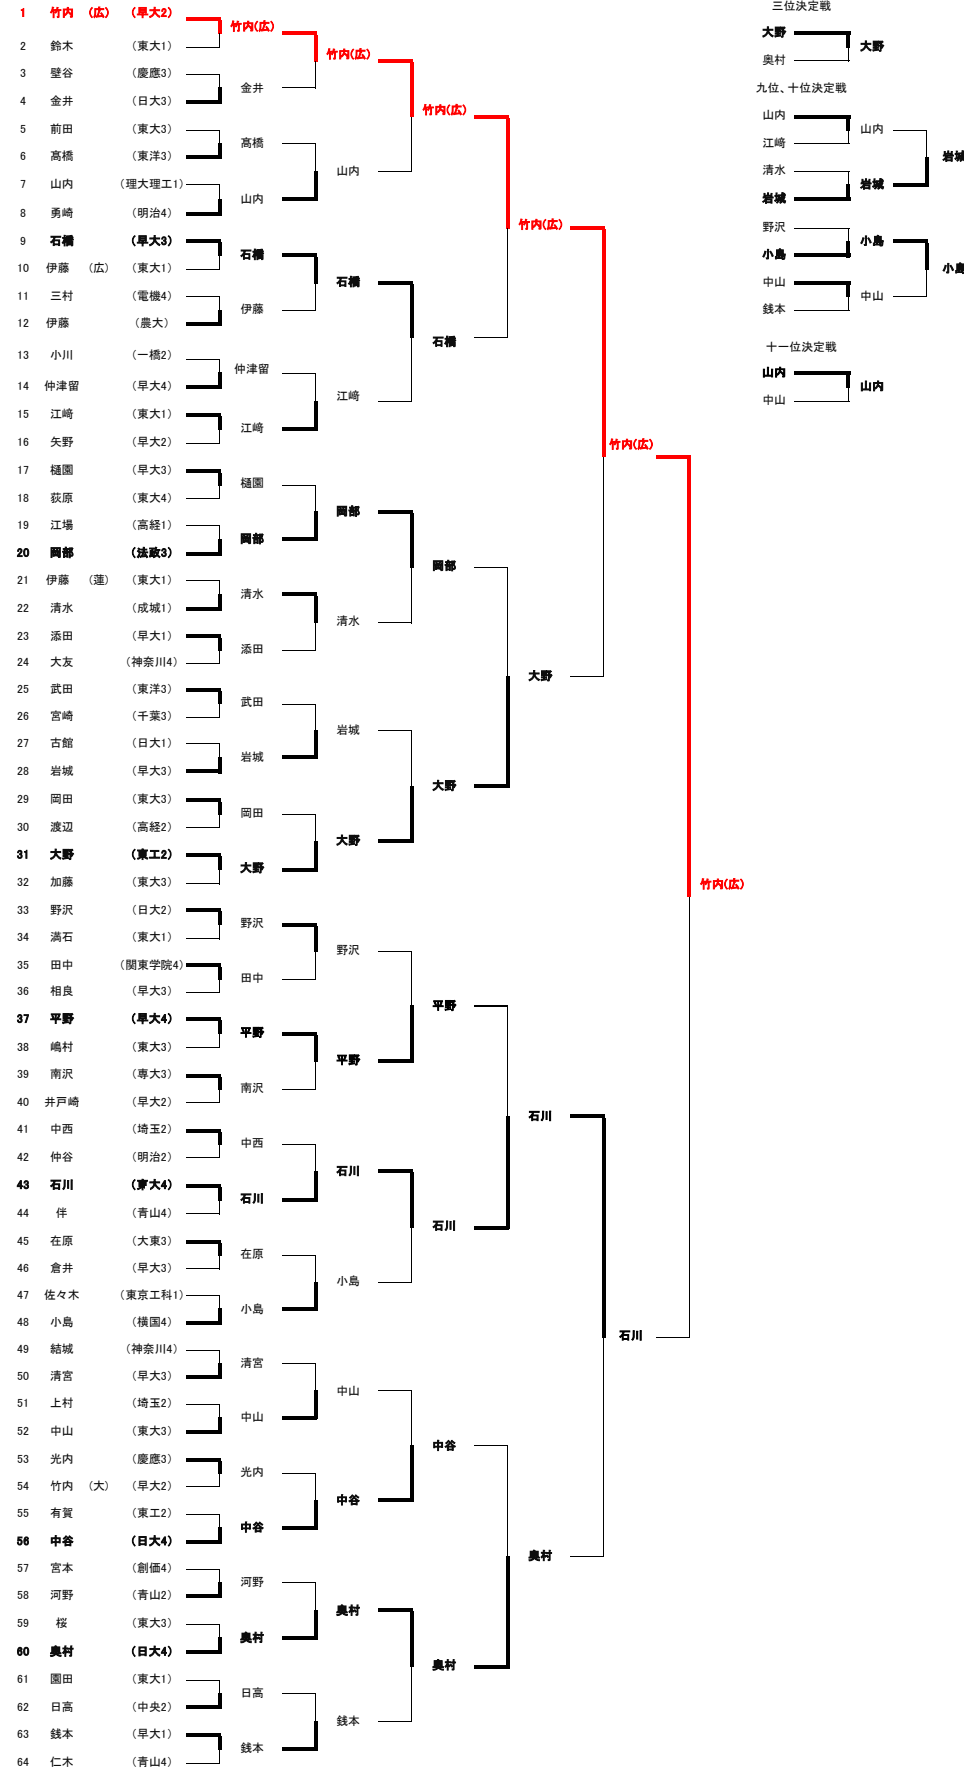 1 竹内 (広) (早大2)
2 鈴木 (東大1)
3 壁谷 (慶應3)
4 金井 (日大3)
5 前田 (東大3)
6 髙橋 (東洋3)
7 山内 (理大理工1)
8 勇崎 (明治4)
9 石橋 (早大3)
10 伊藤 (広) (東大1)
11 三村 (電機4)
12 伊藤 (農大)
13 小川 (一橋2)
14 仲津留 (早大4)
15 江﨑 (東大1)
16 矢野 (早大2)
17 樋園 (早大3)
18 荻原 (東大4)
19 江場 (高経1)
20 岡部 (法政3)
21 伊藤 (蓮) (東大1)
22 清水 (成城1)
23 添田 (早大1)
24 大友 (神奈川4)
25 武田 (東洋3)
26 宮崎 (千葉3)
27 古館 (日大1)
28 岩城 (早大3)
29 岡田 (東大3)
30 渡辺 (高経2)
31 大野 (東工2)
32 加藤 (東大3)
33 野沢 (日大2)
34 満石 (東大1)
35 田中 (関東学院4)
36 相良 (早大3)
37 平野 (早大4)
38 嶋村 (東大3)
39 南沢 (専大3)
40 井戸崎 (早大2)
41 中西 (埼玉2)
42 仲谷 (明治2)
43 石川 (芽大4)
44 伴 (青山4)
45 在原 (大東3)
46 倉井 (早大3)
47 佐々木 (東京工科1)
48 小島 (横国4)
49 結城 (神奈川4)
50 清宮 (早大3)
51 上村 (埼玉2)
52 中山 (東大3)
53 光内 (慶應3)
54 竹内 (大) (早大2)
55 有賀 (東工2)
56 中谷 (日大4)
57 宮本 (創価4)
58 河野 (青山2)
59 桜 (東大3)
60 奥村 (日大4)
61 園田 (東大1)
62 日高 (中央2)
63 銭本 (早大1)
64 仁木 (青山4)
竹内(広)
金井
髙橋
山内
石橋
伊藤
仲津留
江﨑
樋園
岡部
清水
添田
武田
岩城
岡田
大野
野沢
田中
平野
南沢
中西
石川
在原
小島
清宮
中山
光内
中谷
河野
奥村
日高
銭本
竹内(広)
山内
石橋
江﨑
岡部
清水
岩城
大野
野沢
平野
石川
小島
中山
中谷
奥村
銭本
竹内(広)
石橋
岡部
大野
平野
石川
中谷
奥村
竹内(広)
大野
石川
奥村
竹内(広)
石川
竹内(広)
三位決定戦
大野
奥村
大野
九位、十位決定戦
山内
江﨑
清水
岩城
野沢
小島
中山
銭本
山内
岩城
小島
中山
岩城
小島
十一位決定戦
山内
中山
山内